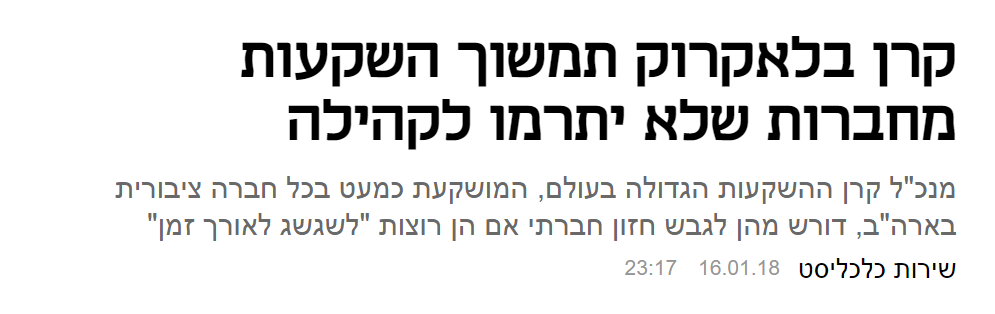 קרן בלאקרוק תמשוך השקעות
מחברות שלא יתרמו לקהילה
מנכ"ל קרן ההשקעות הגדולה בעולם, המושקעת כמעט בכל חברה ציבורית
בארה"ב, דורש מהן לגבש חזון חברתי אם הן רוצות "לשגשג לאורך זמן"
שירות כלכליסט 16.01.18 23:17